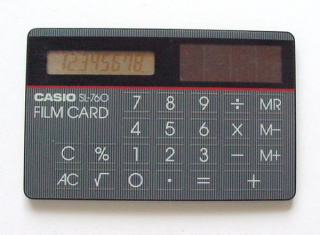 12345678
CASIO SL-760
FILM CARD
7 8 9 ÷ MR
4 5 6 × M−
C % 1 2 3 − M+
AC √ 0 · = +